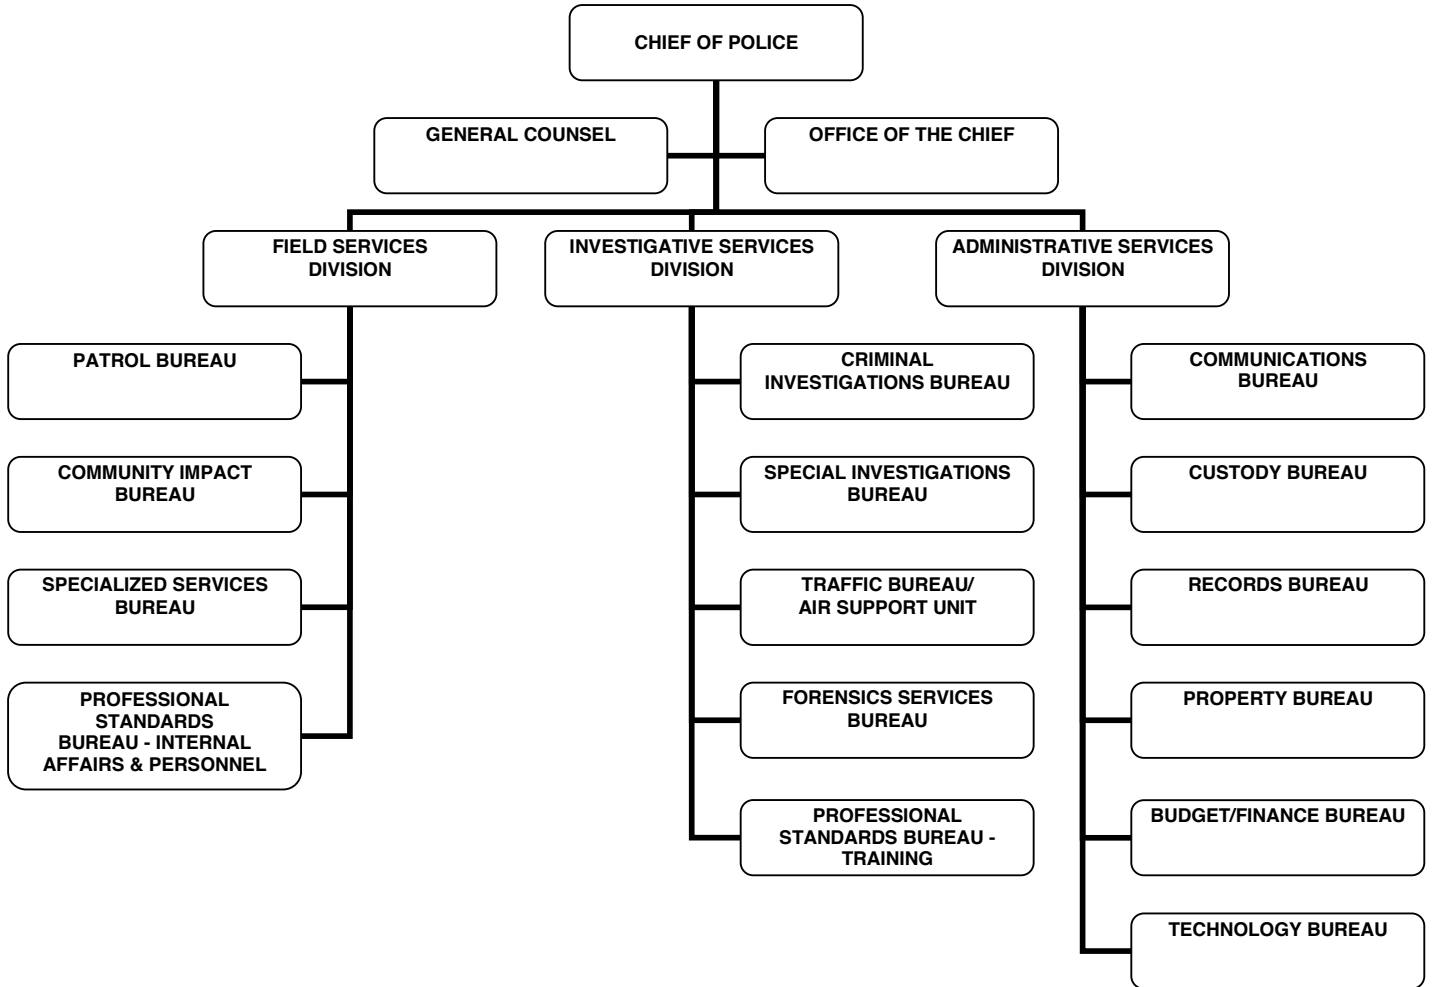 CHIEF OF POLICE
GENERAL COUNSEL
OFFICE OF THE CHIEF
FIELD SERVICES
DIVISION
INVESTIGATIVE SERVICES
DIVISION
ADMINISTRATIVE SERVICES
DIVISION
PATROL BUREAU
COMMUNITY IMPACT
BUREAU
SPECIALIZED SERVICES
BUREAU
PROFESSIONAL
STANDARDS
BUREAU - INTERNAL
AFFAIRS & PERSONNEL
CRIMINAL
INVESTIGATIONS BUREAU
SPECIAL INVESTIGATIONS
BUREAU
TRAFFIC BUREAU/
AIR SUPPORT UNIT
FORENSICS SERVICES
BUREAU
PROFESSIONAL
STANDARDS BUREAU -
TRAINING
COMMUNICATIONS
BUREAU
CUSTODY BUREAU
RECORDS BUREAU
PROPERTY BUREAU
BUDGET/FINANCE BUREAU
TECHNOLOGY BUREAU